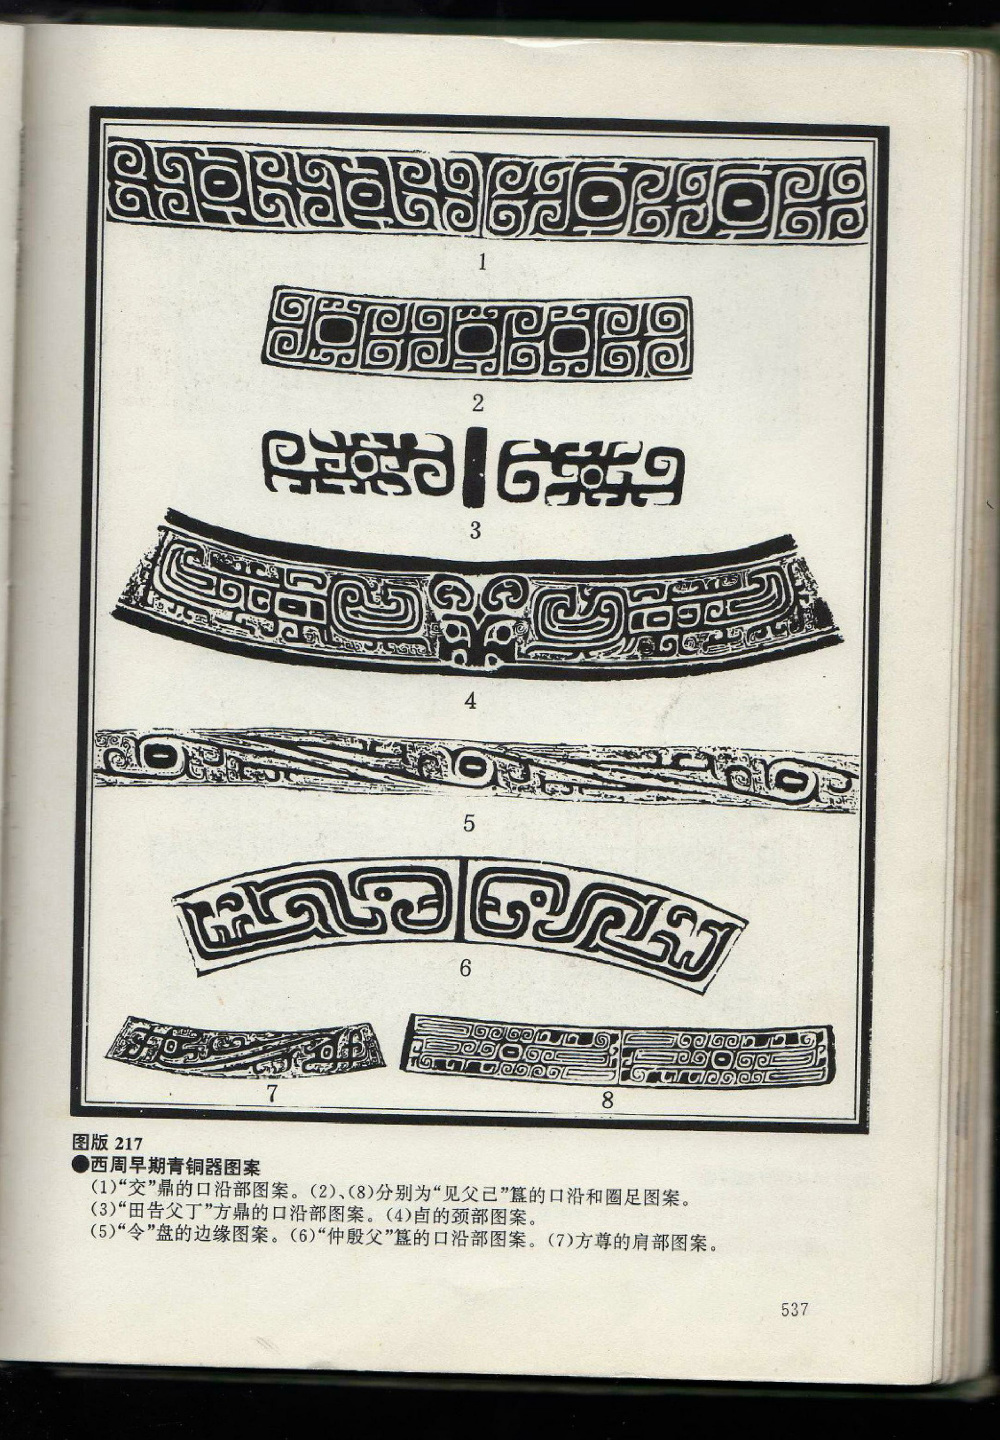 1
2
3
4
5
6
7
8
图版 217
●西周早期青铜器图案
(1)“交”鼎的口沿部图案。(2)、(8)分别为“见父己”簋的口沿和圈足图案。
(3)“田告父丁”方鼎的口沿部图案。(4)卣的颈部图案。
(5)“令”盘的边缘图案。(6)“仲殷父”簋的口沿部图案。(7)方尊的肩部图案。
537